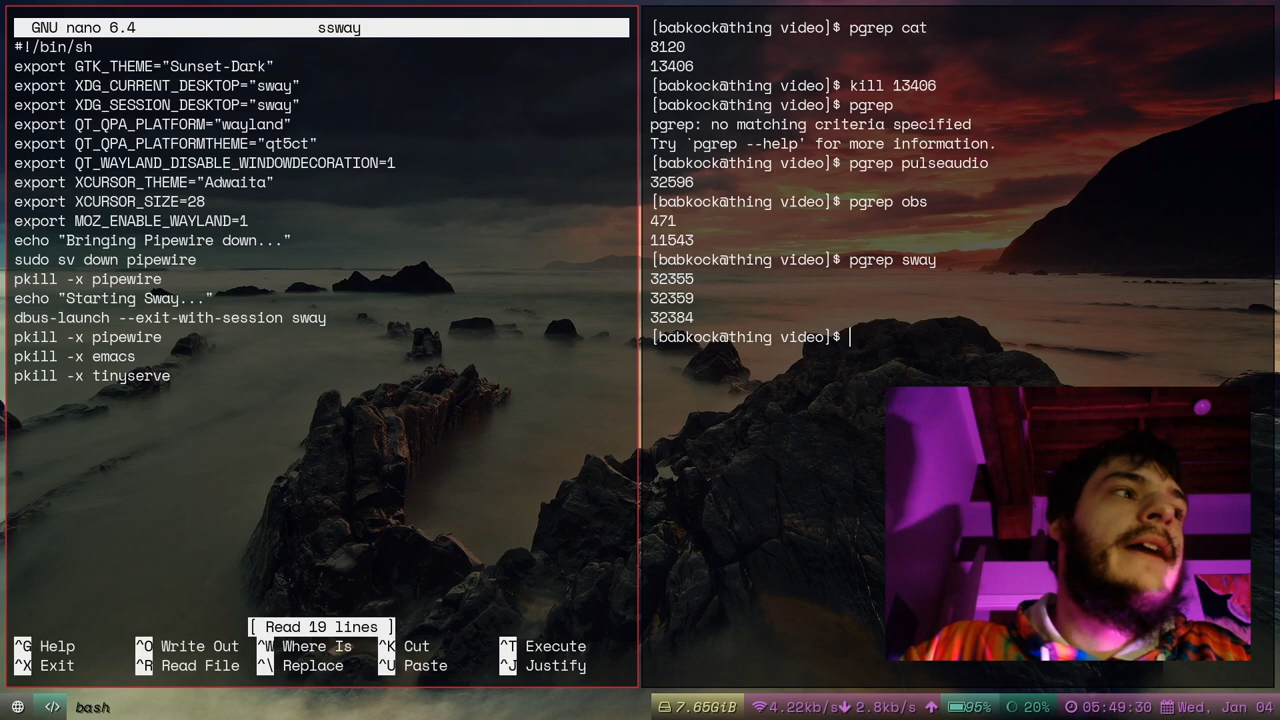 GNU nano 6.4 ssway
#!/bin/sh
export GTK_THEME="Sunset-Dark"
export XDG_CURRENT_DESKTOP="sway"
export XDG_SESSION_DESKTOP="sway"
export QT_QPA_PLATFORM="wayland"
export QT_QPA_PLATFORMTHEME="qt5ct"
export QT_WAYLAND_DISABLE_WINDOWDECORATION=1
export XCURSOR_THEME="Adwaita"
export XCURSOR_SIZE=28
export MOZ_ENABLE_WAYLAND=1
echo "Bringing Pipewire down..."
sudo sv down pipewire
pkill -x pipewire
echo "Starting Sway..."
dbus-launch --exit-with-session sway
pkill -x pipewire
pkill -x emacs
pkill -x tinyserve
[ Read 19 lines ]
^G Help ^O Write Out ^W Where Is ^K Cut ^T Execute
^X Exit ^R Read File ^\ Replace ^U Paste ^J Justify
[babkock@thing video]$ pgrep cat
8120
13406
[babkock@thing video]$ kill 13406
[babkock@thing video]$ pgrep
pgrep: no matching criteria specified
Try `pgrep --help' for more information.
[babkock@thing video]$ pgrep pulseaudio
32596
[babkock@thing video]$ pgrep obs
471
11543
[babkock@thing video]$ pgrep sway
32355
32359
32384
[babkock@thing video]$
</> bash 7.65GiB 4.22kb/s 2.8kb/s 95% 20% 05:49:30 Wed, Jan 04